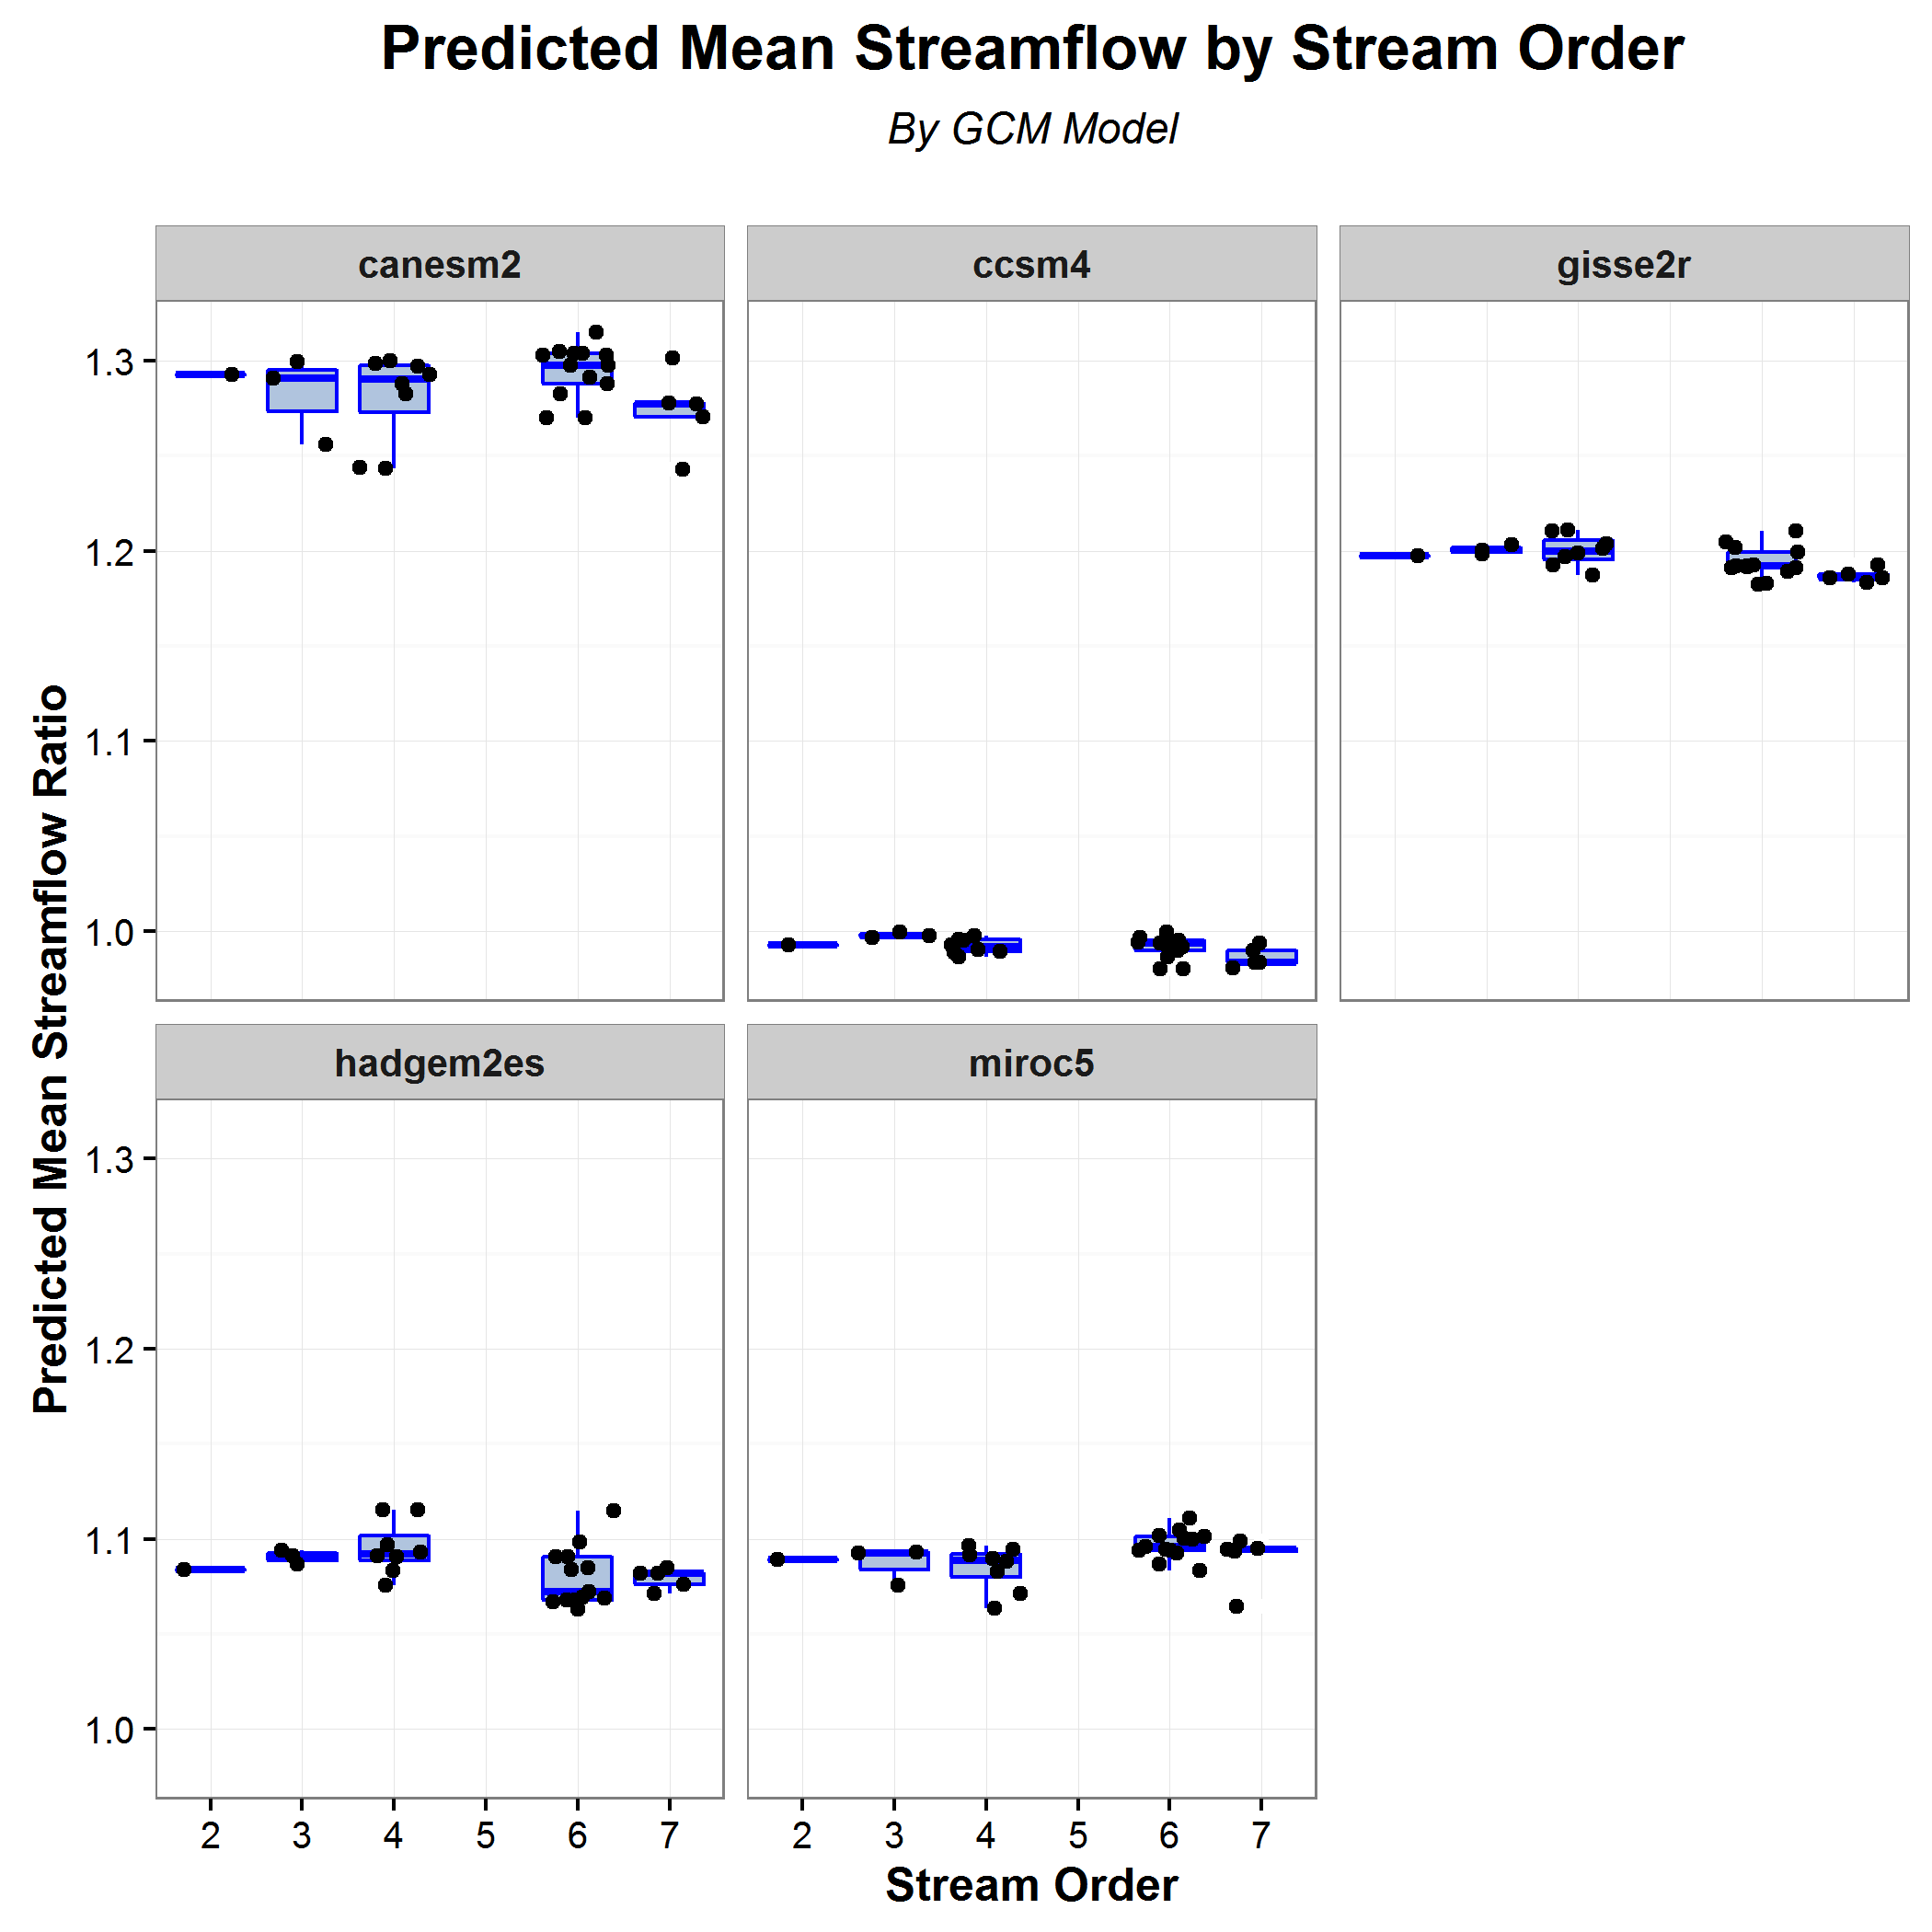 Predicted Mean Streamflow by Stream Order
By GCM Model
canesm2 ccsm4 gisse2r
1.3
1.2
1.1
1.0
Predicted Mean Streamflow Ratio
hadgem2es miroc5
1.3
1.2
1.1
1.0
2 3 4 5 6 7 2 3 4 5 6 7
Stream Order